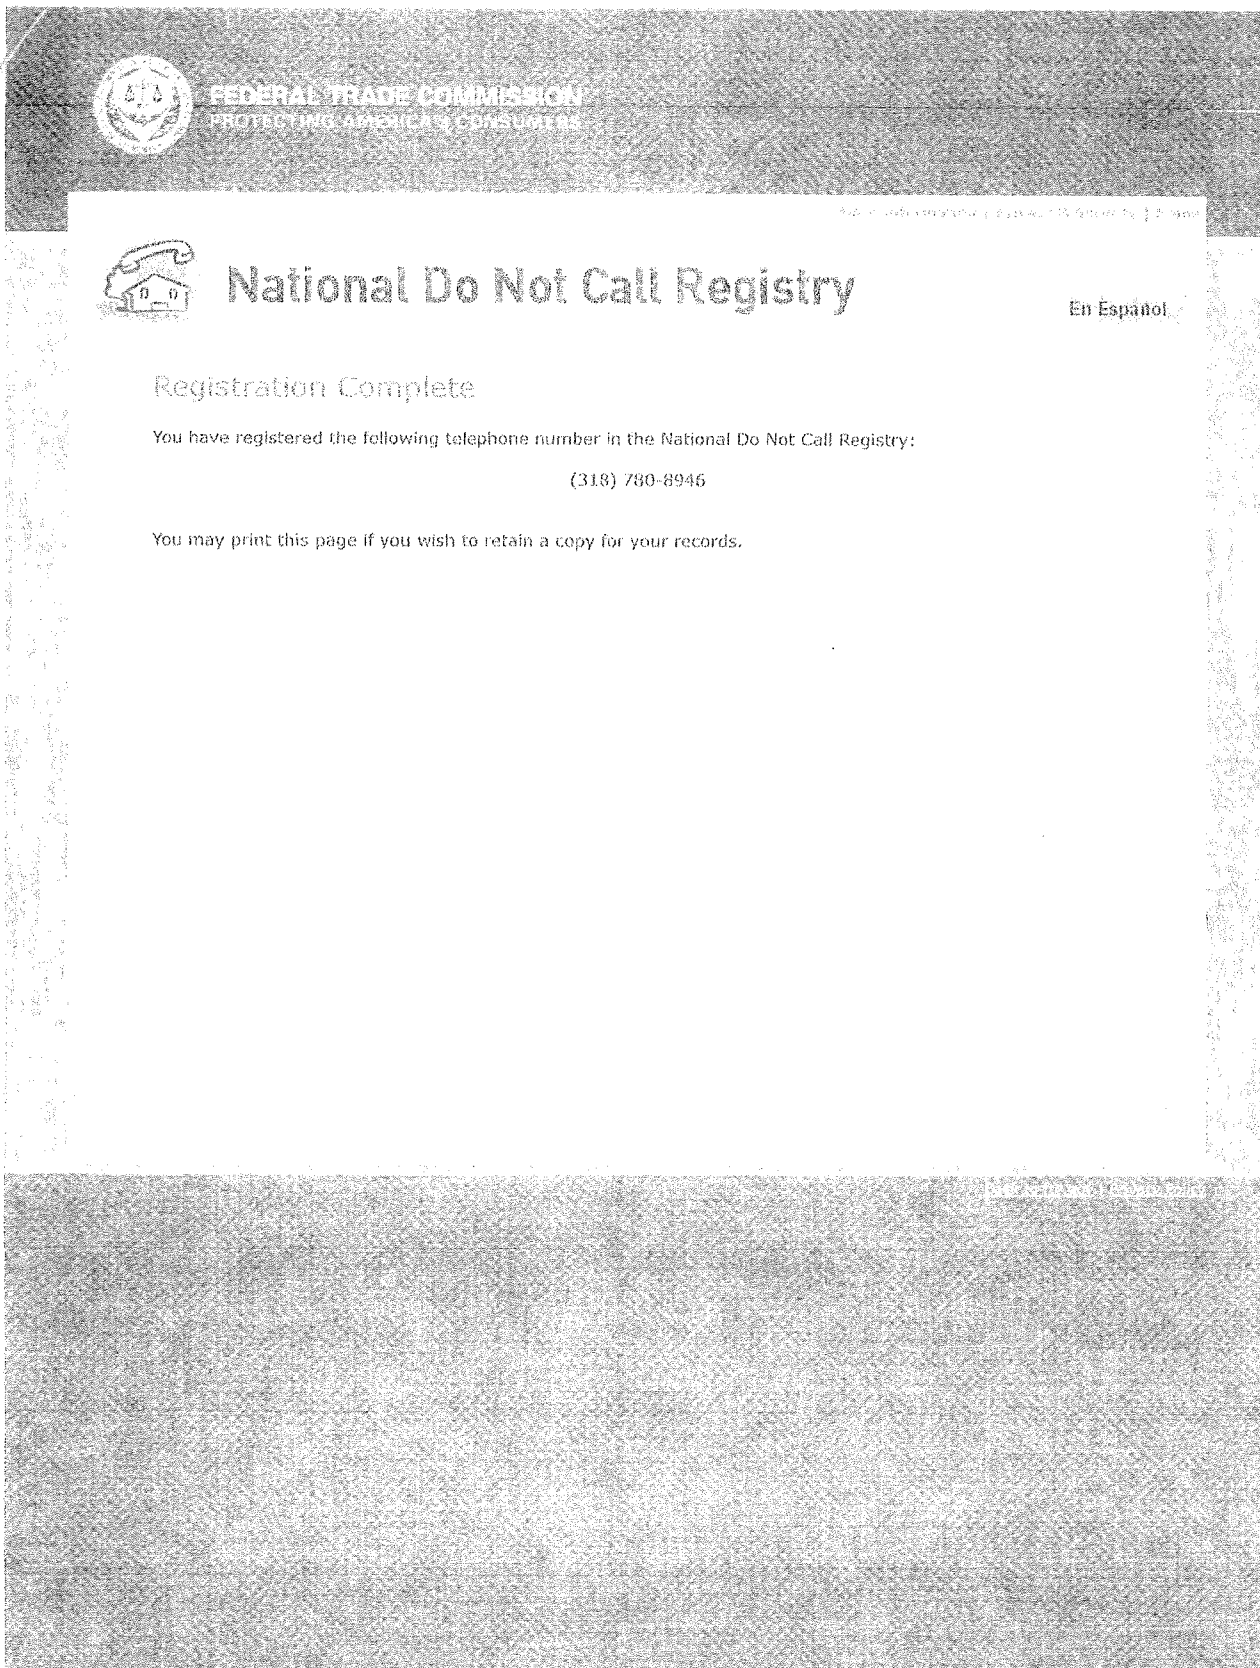 FEDERAL TRADE COMMISSION
PROTECTING AMERICA'S CONSUMERS
National Do Not Call Registry
En Español
Registration Complete
You have registered the following telephone number in the National Do Not Call Registry:
(318) 780-8946
You may print this page if you wish to retain a copy for your records.